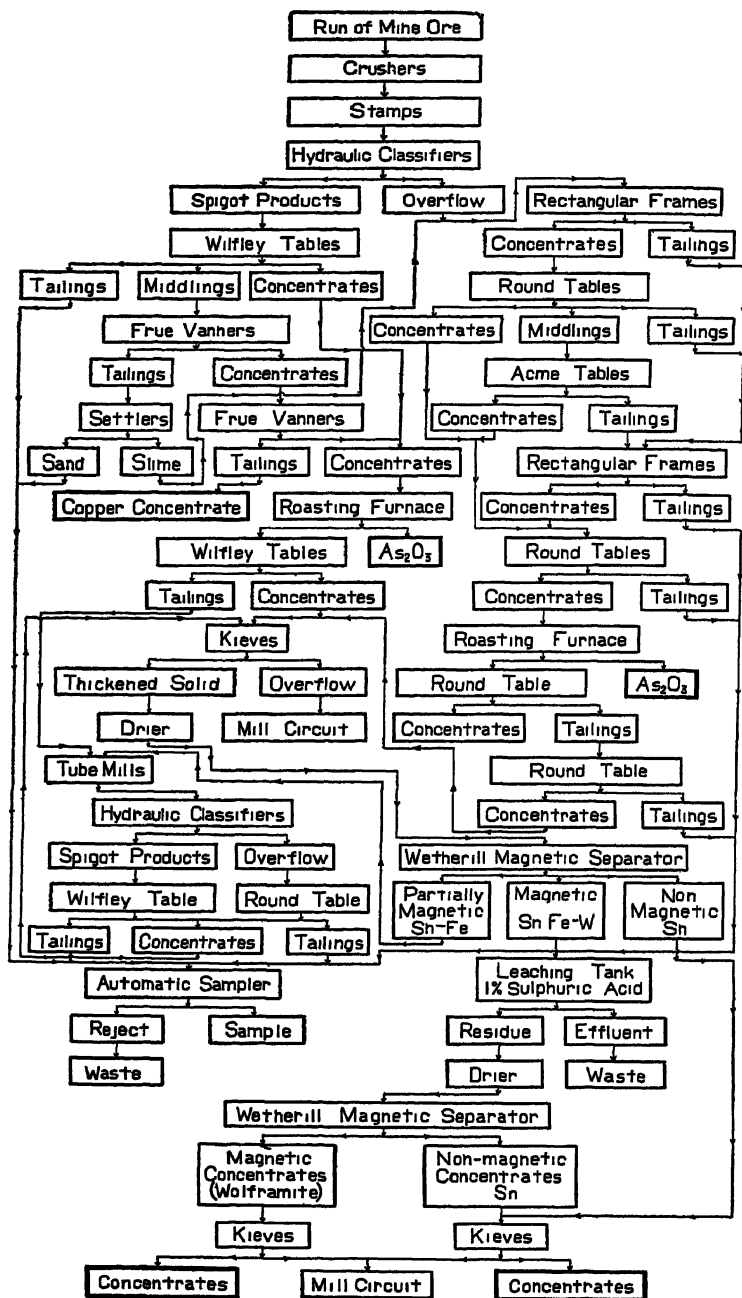 Run of Mine Ore
Crushers
Stamps
Hydraulic Classifiers
Spigot Products
Overflow
Rectangular Frames
Wilfley Tables
Concentrates
Tailings
Tailings
Middlings
Concentrates
Round Tables
Frue Vanners
Concentrates
Middlings
Tailings
Tailings
Concentrates
Acme Tables
Settlers
Frue Vanners
Concentrates
Tailings
Sand
Slime
Tailings
Concentrates
Rectangular Frames
Copper Concentrate
Roasting Furnace
Concentrates
Tailings
Wilfley Tables
As₂O₃
Round Tables
Tailings
Concentrates
Concentrates
Tailings
Kieves
Roasting Furnace
Thickened Solid
Overflow
Round Table
As₂O₃
Drier
Mill Circuit
Concentrates
Tailings
Tube Mills
Round Table
Hydraulic Classifiers
Concentrates
Tailings
Spigot Products
Overflow
Wetherill Magnetic Separator
Wilfley Table
Round Table
Partially
Magnetic
Sn-Fe
Magnetic
Sn Fe-W
Non
Magnetic
Sn
Tailings
Concentrates
Tailings
Automatic Sampler
Leaching Tank
1% Sulphuric Acid
Reject
Sample
Residue
Effluent
Waste
Drier
Waste
Wetherill Magnetic Separator
Magnetic
Concentrates
(Wolframite)
Non-magnetic
Concentrates
Sn
Kieves
Kieves
Concentrates
Mill Circuit
Concentrates